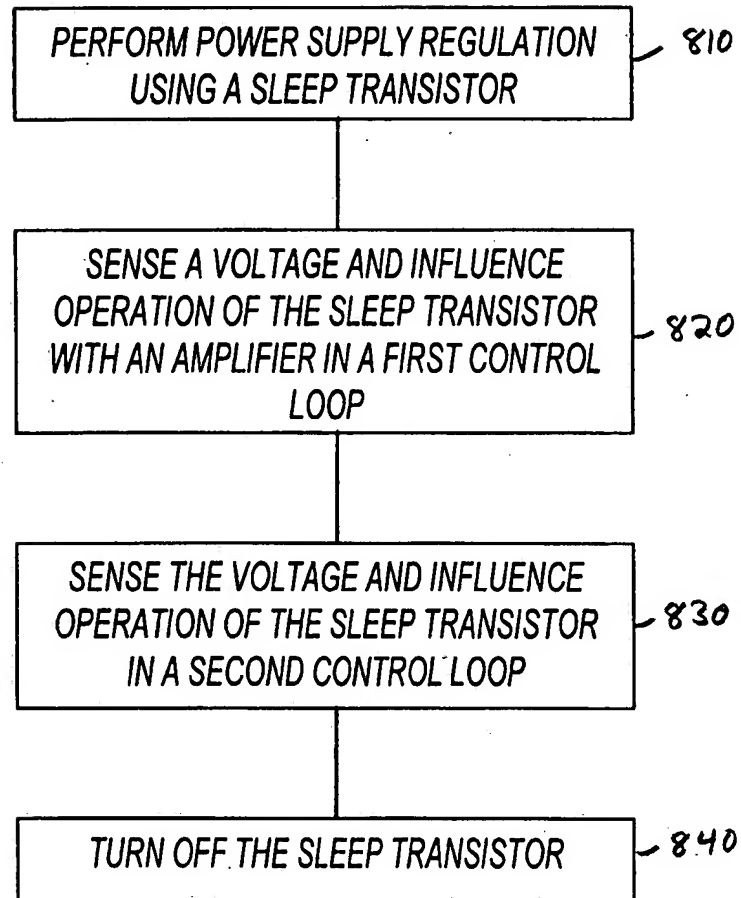 PERFORM POWER SUPPLY REGULATION
USING A SLEEP TRANSISTOR
810
SENSE A VOLTAGE AND INFLUENCE
OPERATION OF THE SLEEP TRANSISTOR
WITH AN AMPLIFIER IN A FIRST CONTROL
LOOP
820
SENSE THE VOLTAGE AND INFLUENCE
OPERATION OF THE SLEEP TRANSISTOR
IN A SECOND CONTROL LOOP
830
TURN OFF THE SLEEP TRANSISTOR
840